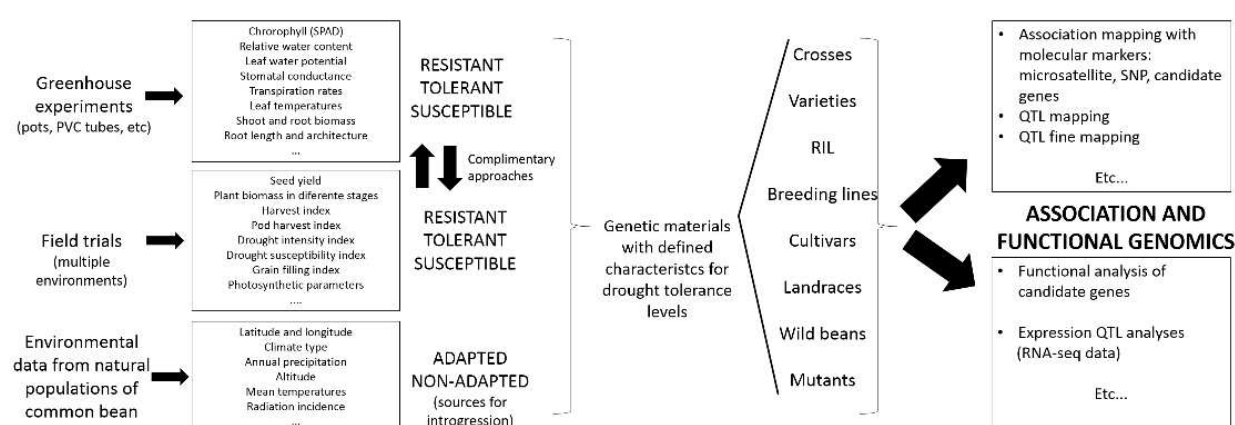 Greenhouse
experiments
(pots, PVC tubes, etc)
Chrorophyll (SPAD)
Relative water content
Leaf water potential
Stomatal conductance
Transpiration rates
Leaf temperatures
Shoot and root biomass
Root length and architecture
...
RESISTANT
TOLERANT
SUSCEPTIBLE
Complimentary
approaches
Field trials
(multiple
environments)
Seed yield
Plant biomass in diferente stages
Harvest index
Pod harvest index
Drought intensity index
Drought susceptibility index
Grain filling index
Photosynthetic parameters
....
RESISTANT
TOLERANT
SUSCEPTIBLE
Environmental
data from natural
populations of
common bean
Latitude and longitude
Climate type
Annual precipitation
Altitude
Mean temperatures
Radiation incidence
...
ADAPTED
NON-ADAPTED
(sources for
introgression)
Genetic materials
with defined
characteristcs for
drought tolerance
levels
Crosses
Varieties
RIL
Breeding lines
Cultivars
Landraces
Wild beans
Mutants
• Association mapping with
molecular markers:
microsatellite, SNP, candidate
genes
• QTL mapping
• QTL fine mapping
Etc...
ASSOCIATION AND
FUNCTIONAL GENOMICS
• Functional analysis of
candidate genes
• Expression QTL analyses
(RNA-seq data)
Etc...